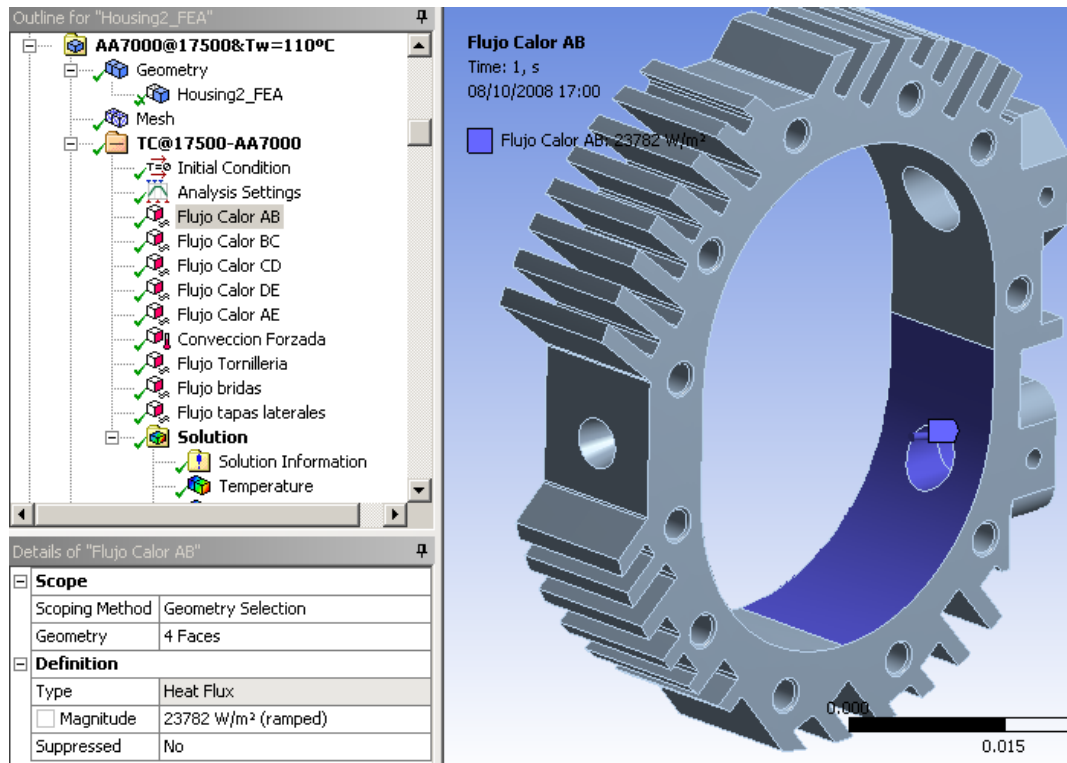 Outline for "Housing2_FEA"
AA7000@17500&Tw=110ºC
Geometry
Housing2_FEA
Mesh
TC@17500-AA7000
T=0 Initial Condition
Analysis Settings
Flujo Calor AB
Flujo Calor BC
Flujo Calor CD
Flujo Calor DE
Flujo Calor AE
Conveccion Forzada
Flujo Tornilleria
Flujo bridas
Flujo tapas laterales
Solution
Solution Information
Temperature
Details of "Flujo Calor AB"
Scope
Scoping Method Geometry Selection
Geometry 4 Faces
Definition
Type Heat Flux
Magnitude 23782 W/m² (ramped)
Suppressed No
Flujo Calor AB
Time: 1, s
08/10/2008 17:00
Flujo Calor AB: 23782 W/m²
0.000
0.015